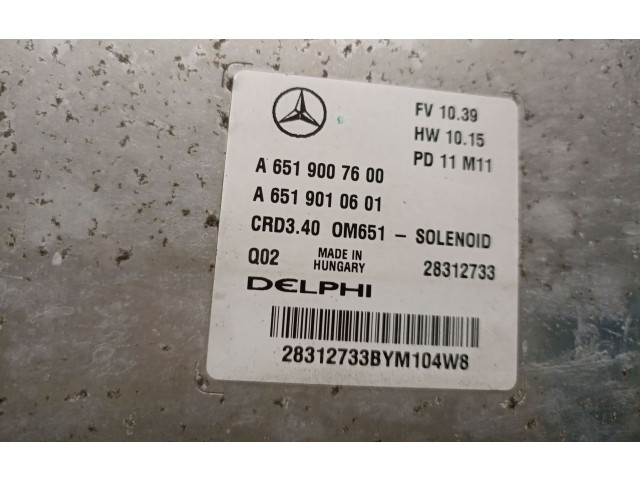 FV 10.39
HW 10.15
PD 11 M11
A 651 900 76 00
A 651 901 06 01
CRD3.40 OM651 – SOLENOID
Q02 MADE IN HUNGARY 28312733
DELPHI
28312733BYM104W8